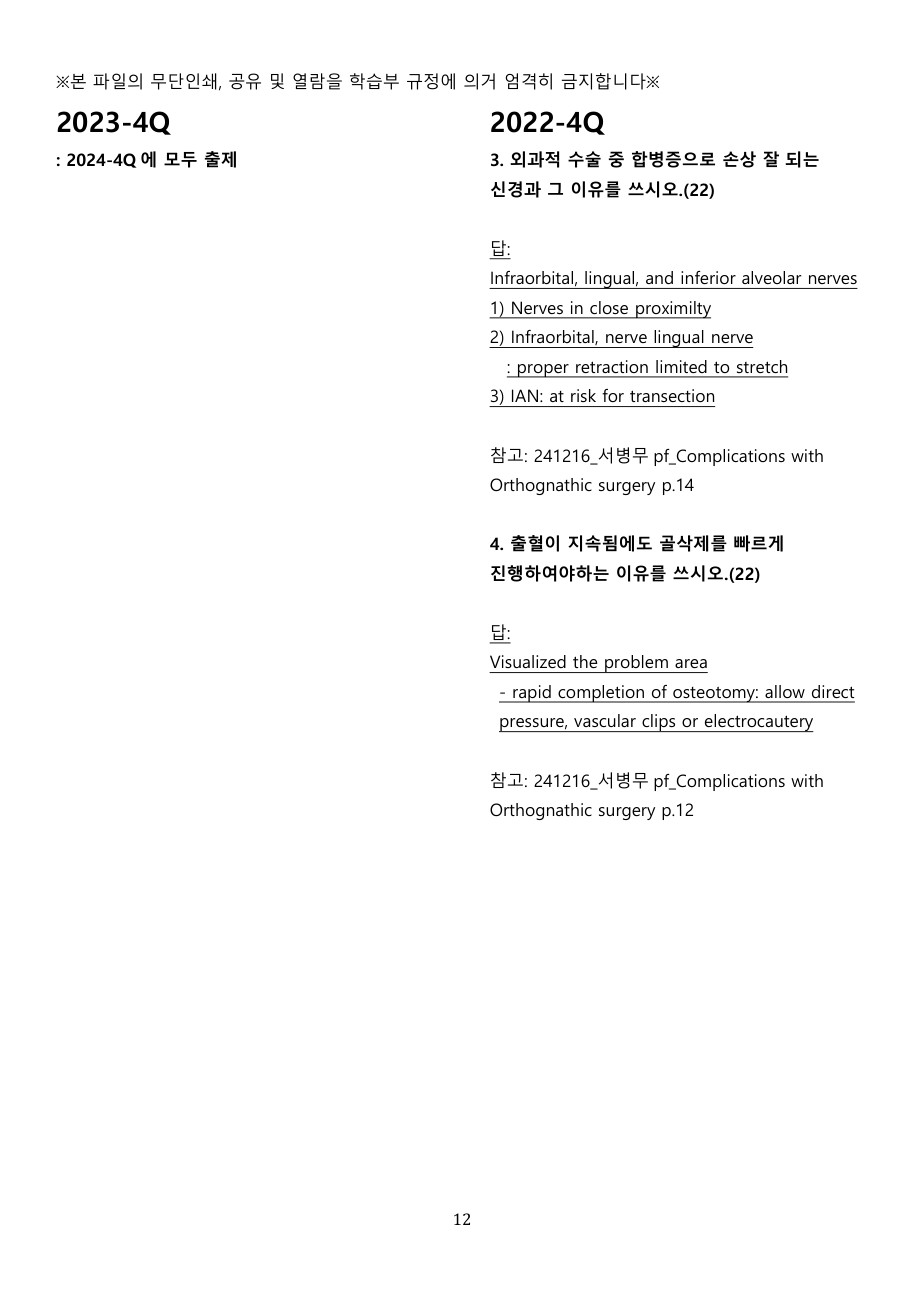 ※본 파일의 무단인쇄, 공유 및 열람을 학습부 규정에 의거 엄격히 금지합니다※
2023-4Q
: 2024-4Q 에 모두 출제
2022-4Q
3. 외과적 수술 중 합병증으로 손상 잘 되는
신경과 그 이유를 쓰시오.(22)
답:
Infraorbital, lingual, and inferior alveolar nerves
1) Nerves in close proximilty
2) Infraorbital, nerve lingual nerve
: proper retraction limited to stretch
3) IAN: at risk for transection
참고: 241216_서병무 pf_Complications with
Orthognathic surgery p.14
4. 출혈이 지속됨에도 골삭제를 빠르게
진행하여야하는 이유를 쓰시오.(22)
답:
Visualized the problem area
- rapid completion of osteotomy: allow direct
pressure, vascular clips or electrocautery
참고: 241216_서병무 pf_Complications with
Orthognathic surgery p.12
12